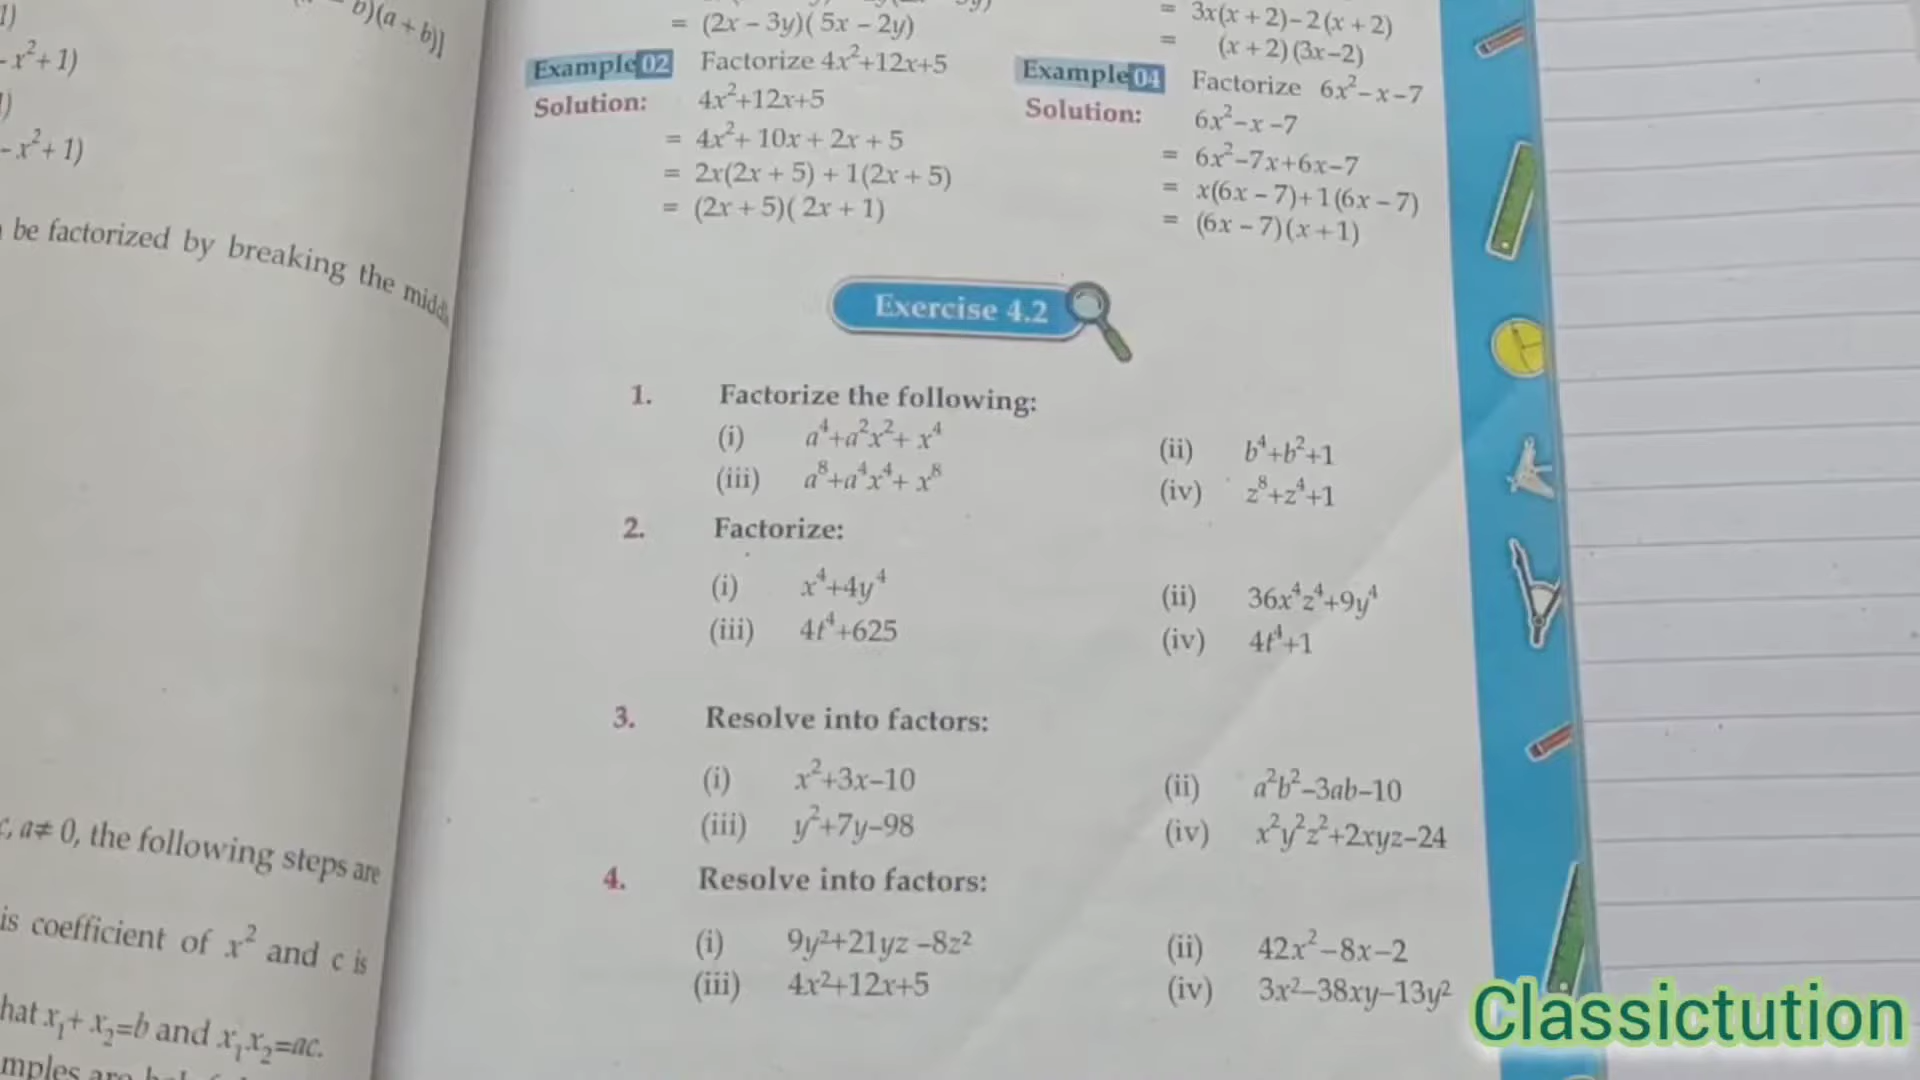 b)(a + b)]
-x²+1)
-x²+1)
be factorized by breaking the
c, a≠ 0, the following steps are
is coefficient of x² and c is
hat x₁+ x₂=b and x₁x₂=ac.
= (2x – 3y)( 5x – 2y)
Example 02 Factorize 4x²+12x+5
Solution: 4x²+12x+5
= 4x²+ 10x + 2x + 5
= 2x(2x + 5) + 1(2x + 5)
= (2x + 5)( 2x + 1)
= 3x(x + 2)–2(x + 2)
= (x + 2) (3x–2)
Example 04 Factorize 6x²–x–7
Solution: 6x²–x –7
= 6x²–7x+6x–7
= x(6x – 7)+1(6x – 7)
= (6x – 7)(x + 1)
Exercise 4.2
1. Factorize the following:
(i) a⁴+a²x²+ x⁴ (ii) b⁴+b²+1
(iii) a⁸+a⁴x⁴+ x⁸ (iv) z⁸+z⁴+1
2. Factorize:
(i) x⁴+4y⁴ (ii) 36x⁴z⁴+9y⁴
(iii) 4t⁴+625 (iv) 4t⁴+1
3. Resolve into factors:
(i) x²+3x–10 (ii) a²b²–3ab–10
(iii) y²+7y–98 (iv) x²y²z²+2xyz–24
4. Resolve into factors:
(i) 9y²+21yz –8z² (ii) 42x²–8x–2
(iii) 4x²+12x+5 (iv) 3x²–38xy–13y²
Classictution